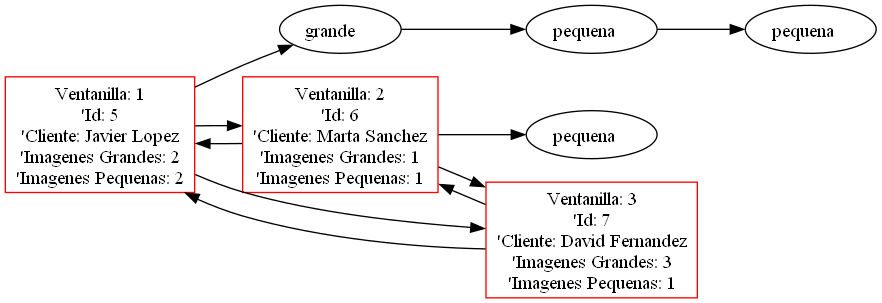 grande
pequena
pequena
Ventanilla: 1
'Id: 5
'Cliente: Javier Lopez
'Imagenes Grandes: 2
'Imagenes Pequenas: 2
Ventanilla: 2
'Id: 6
'Cliente: Marta Sanchez
'Imagenes Grandes: 1
'Imagenes Pequenas: 1
pequena
Ventanilla: 3
'Id: 7
'Cliente: David Fernandez
'Imagenes Grandes: 3
'Imagenes Pequenas: 1